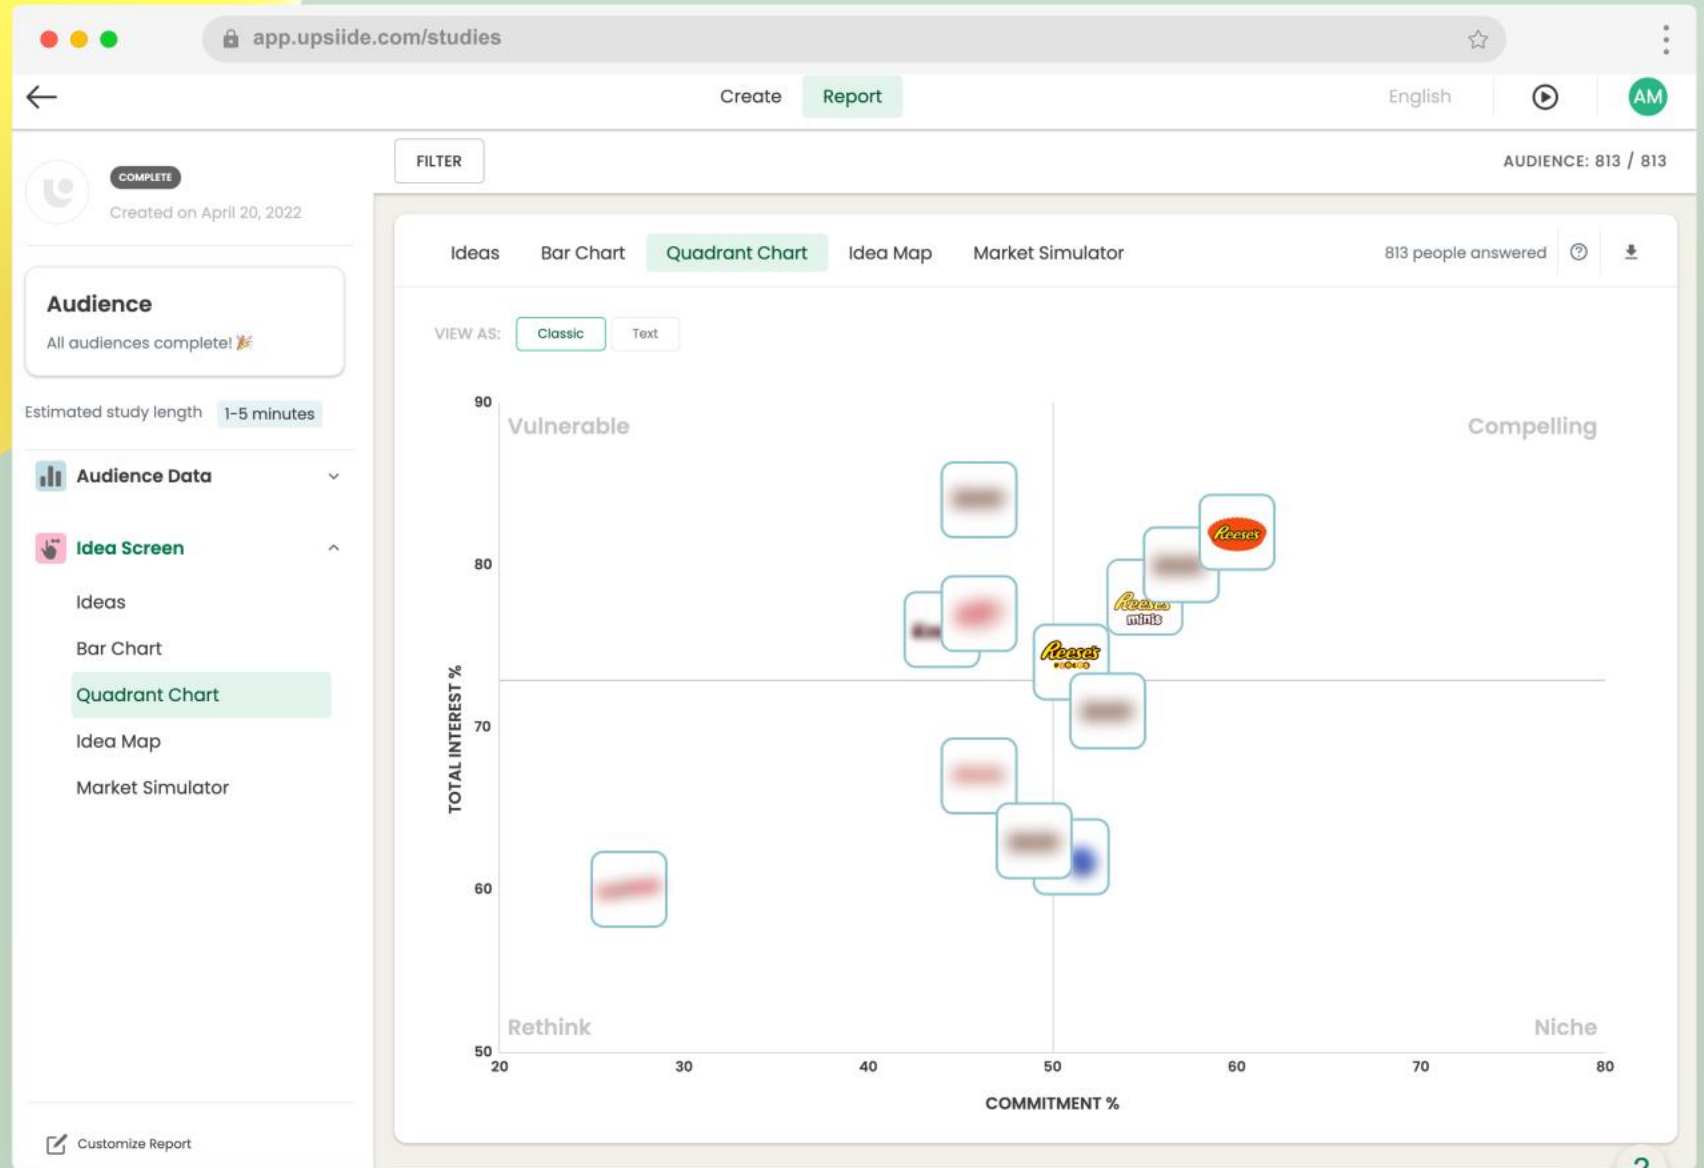 app.upsiide.com/studies
Create
Report
English
AM
COMPLETE
Created on April 20, 2022
FILTER
AUDIENCE: 813 / 813
Audience
All audiences complete!
Estimated study length 1-5 minutes
Audience Data
Idea Screen
Ideas
Bar Chart
Quadrant Chart
Idea Map
Market Simulator
Customize Report
Ideas
Bar Chart
Quadrant Chart
Idea Map
Market Simulator
813 people answered
VIEW AS:
Classic
Text
Vulnerable
Compelling
Reese's
Reese's
minis
Reese's
Rethink
Niche
TOTAL INTEREST %
90
80
70
60
50
20
30
40
50
60
70
80
COMMITMENT %